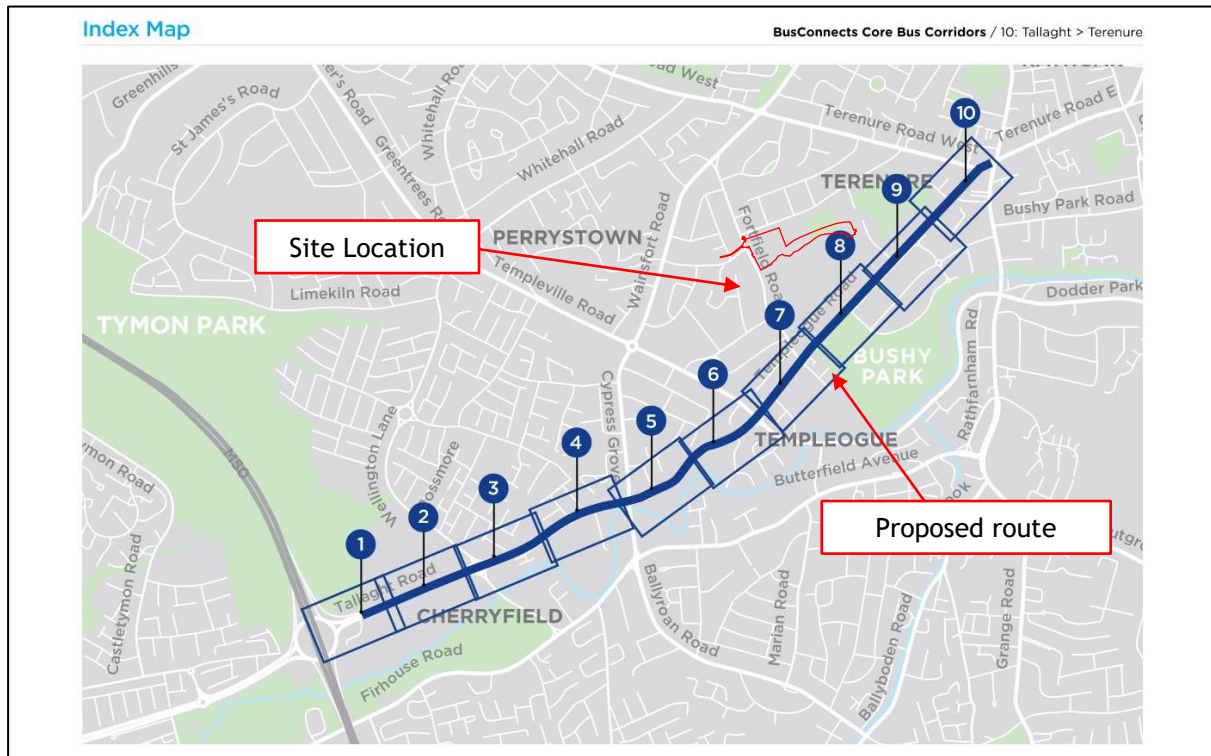 Index Map
BusConnects Core Bus Corridors / 10: Tallaght > Terenure
Greenhills
St James's Road
Greentrees Road
Whitehall Road
Whitehall Road
Road West
Terenure Road West
Terenure Road E
10
TERENURE
9
Bushy Park Road
Site Location
PERRYSTOWN
Wainsfort Road
Fortfield Road
8
Templeville Road
Limekiln Road
Dodder Park
TYMON PARK
7
Templeogue Road
BUSHY
PARK
Rathfarnham Rd
6
Cypress Grove
TEMPLEOGUE
5
Butterfield Avenue
4
Wellington Lane
M50
3
Proposed route
2
1
Tallaght Road
CHERRYFIELD
Castletymon Road
Firhouse Road
Ballyroan Road
Marian Road
Ballyboden Road
Grange Road